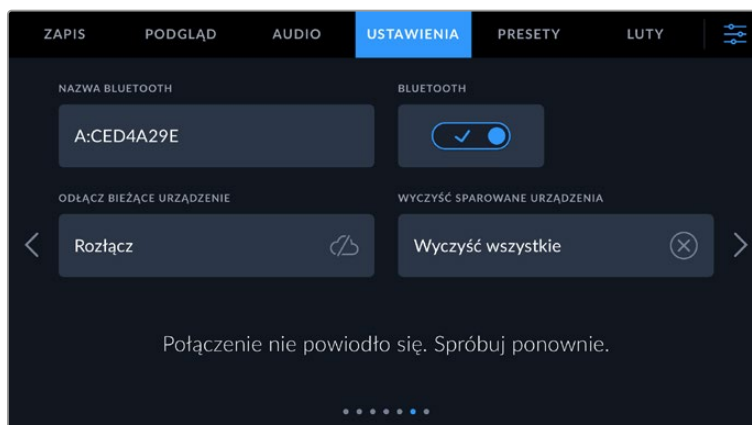 ZAPIS PODGLĄD AUDIO USTAWIENIA PRESETY LUTY
NAZWA BLUETOOTH BLUETOOTH
A:CED4A29E
ODŁĄCZ BIEŻĄCE URZĄDZENIE WYCZYŚĆ SPAROWANE URZĄDZENIA
Rozłącz Wyczyść wszystkie
Połączenie nie powiodło się. Spróbuj ponownie.